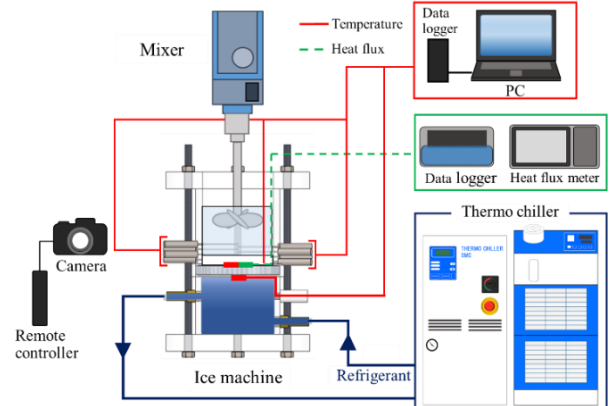 Mixer
Temperature
Heat flux
Data
logger
PC
Data logger
Heat flux meter
Camera
Remote
controller
Thermo chiller
THERMO CHILLER
SMC
Ice machine
Refrigerant